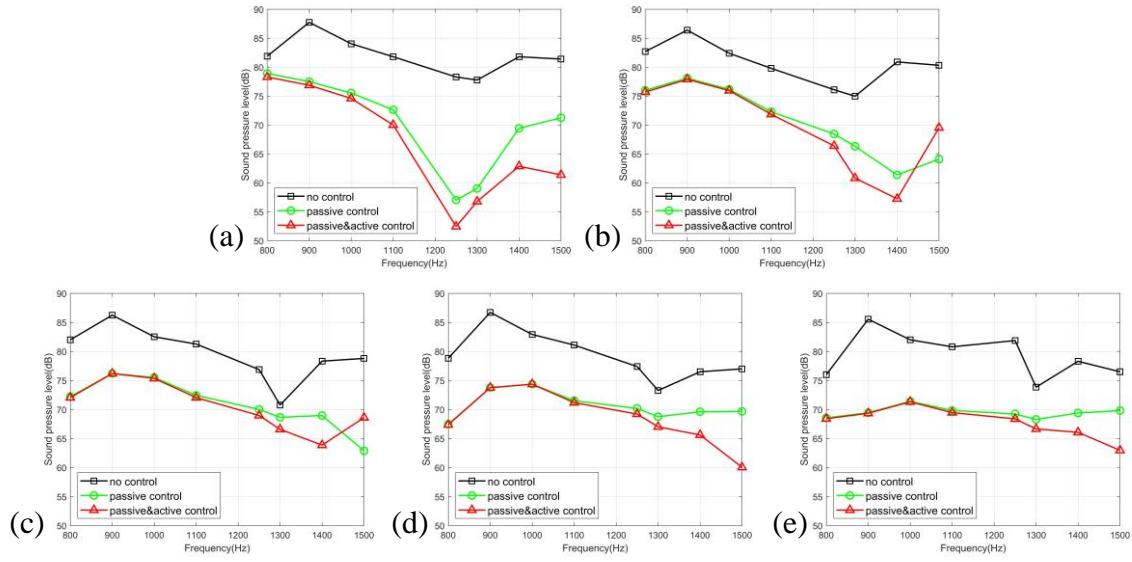 90
85
80
75
70
65
60
55
50
Sound pressure level(dB)
no control
passive control
passive&active control
800 900 1000 1100 1200 1300 1400 1500
Frequency(Hz)
(a)
90
85
80
75
70
65
60
55
50
Sound pressure level(dB)
no control
passive control
passive&active control
800 900 1000 1100 1200 1300 1400 1500
Frequency(Hz)
(b)
90
85
80
75
70
65
60
55
50
Sound pressure level(dB)
no control
passive control
passive&active control
800 900 1000 1100 1200 1300 1400 1500
Frequency(Hz)
(c)
90
85
80
75
70
65
60
55
50
Sound pressure level(dB)
no control
passive control
passive&active control
800 900 1000 1100 1200 1300 1400 1500
Frequency(Hz)
(d)
90
85
80
75
70
65
60
55
50
Sound pressure level(dB)
no control
passive control
passive&active control
800 900 1000 1100 1200 1300 1400 1500
Frequency(Hz)
(e)